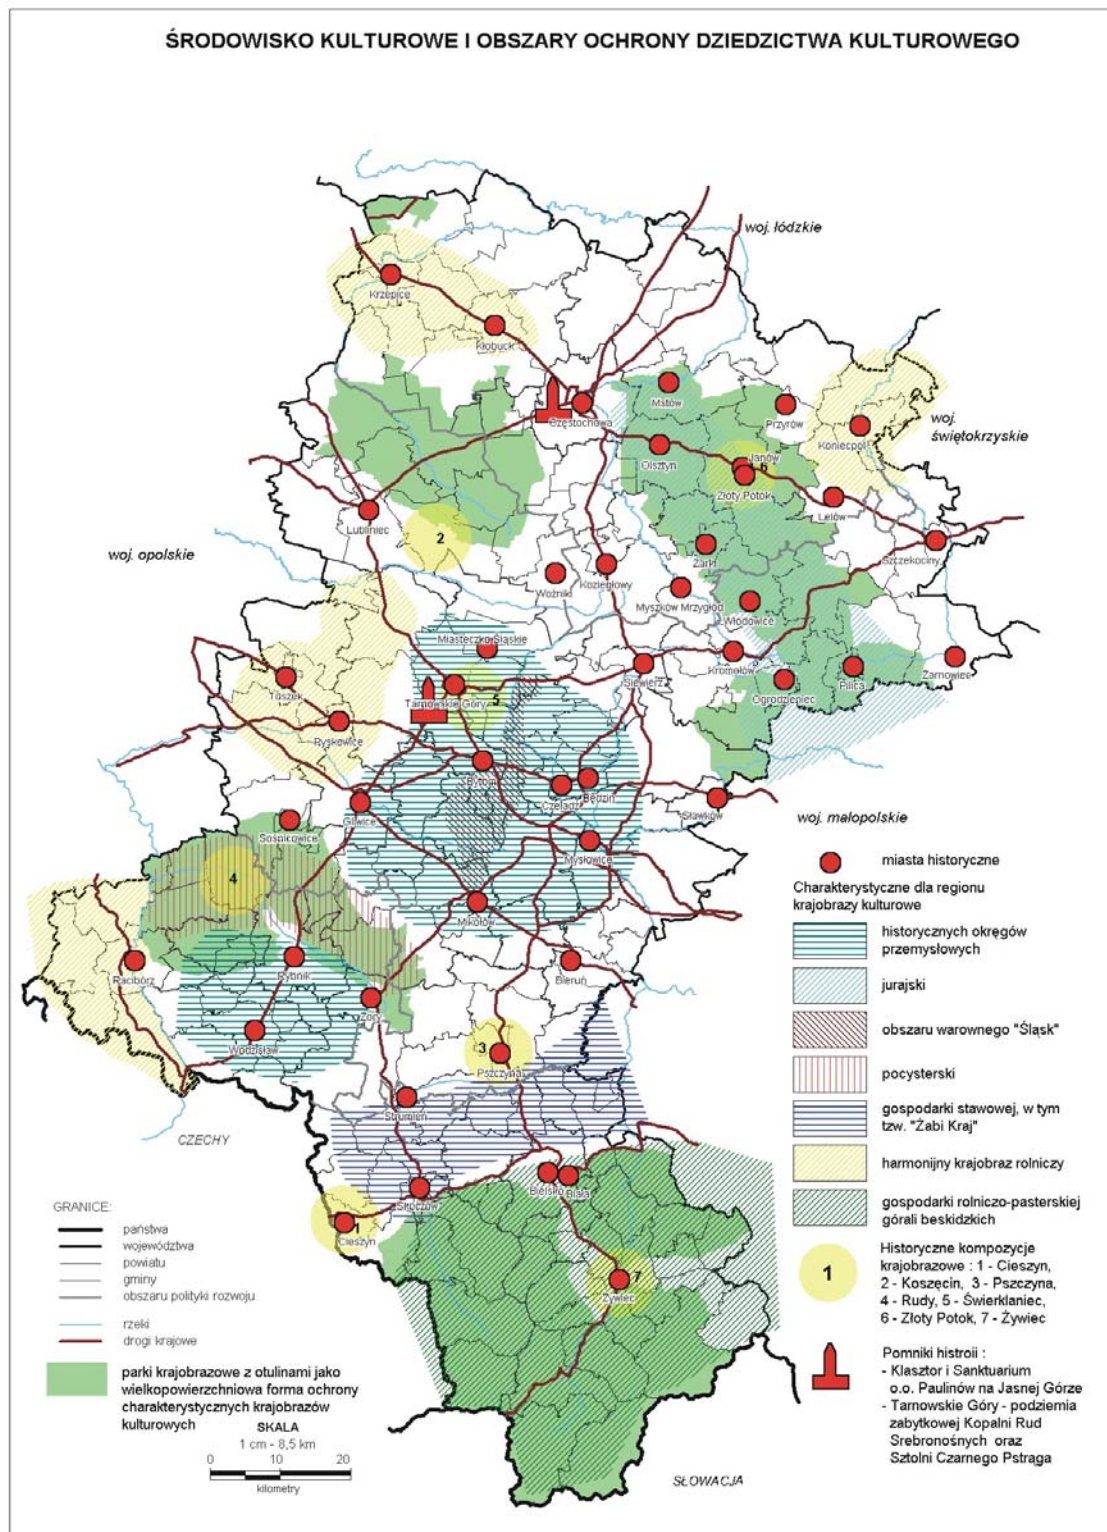 ŚRODOWISKO KULTUROWE I OBSZARY OCHRONY DZIEDZICTWA KULTUROWEGO
woj. łódzkie
Krzepice
Kłobuck
Mstów
Częstochowa
Przyrów
Koniecpol
woj.
świętokrzyskie
Olsztyn
Janów
6
Złoty Potok
Lelów
Lubliniec
2
woj. opolskie
Żarki
Szczekociny
Koziegłowy
Woźniki
Myszków Mrzygłód
Włodowice
Miasteczko Śląskie
Siewierz
Kromołów
Pilica
Żarnowiec
Ogrodzieniec
Toszek
Tarnowskie Góry
5
Pyskowice
Bytom
Czeladź
Będzin
Gliwice
Sławków
Sośnicowice
Mysłowice
4
Mikołów
Racibórz
Rybnik
Bieruń
Żory
Wodzisław
3
Pszczyna
Strumień
CZECHY
Skoczów
Bielsko
Biała
1
Cieszyn
7
Żywiec
SŁOWACJA
woj. małopolskie
miasta historyczne
Charakterystyczne dla regionu
krajobrazy kulturowe
historycznych okręgów
przemysłowych
jurajski
obszaru warownego "Śląsk"
pocysterski
gospodarki stawowej, w tym
tzw. "Żabi Kraj"
harmonijny krajobraz rolniczy
gospodarki rolniczo-pasterskiej
górali beskidzkich
1
Historyczne kompozycje
krajobrazowe : 1 - Cieszyn,
2 - Koszęcin, 3 - Pszczyna,
4 - Rudy, 5 - Świerklaniec,
6 - Złoty Potok, 7 - Żywiec
Pomniki histroii :
- Klasztor i Sanktuarium
o.o. Paulinów na Jasnej Górze
- Tarnowskie Góry - podziemia
zabytkowej Kopalni Rud
Srebronośnych oraz
Sztolni Czarnego Pstrąga
GRANICE:
państwa
województwa
powiatu
gminy
obszaru polityki rozwoju
rzeki
drogi krajowe
parki krajobrazowe z otulinami jako
wielkopowierzchniowa forma ochrony
charakterystycznych krajobrazów
kulturowych
SKALA
1 cm - 8,5 km
0 10 20
kilometry